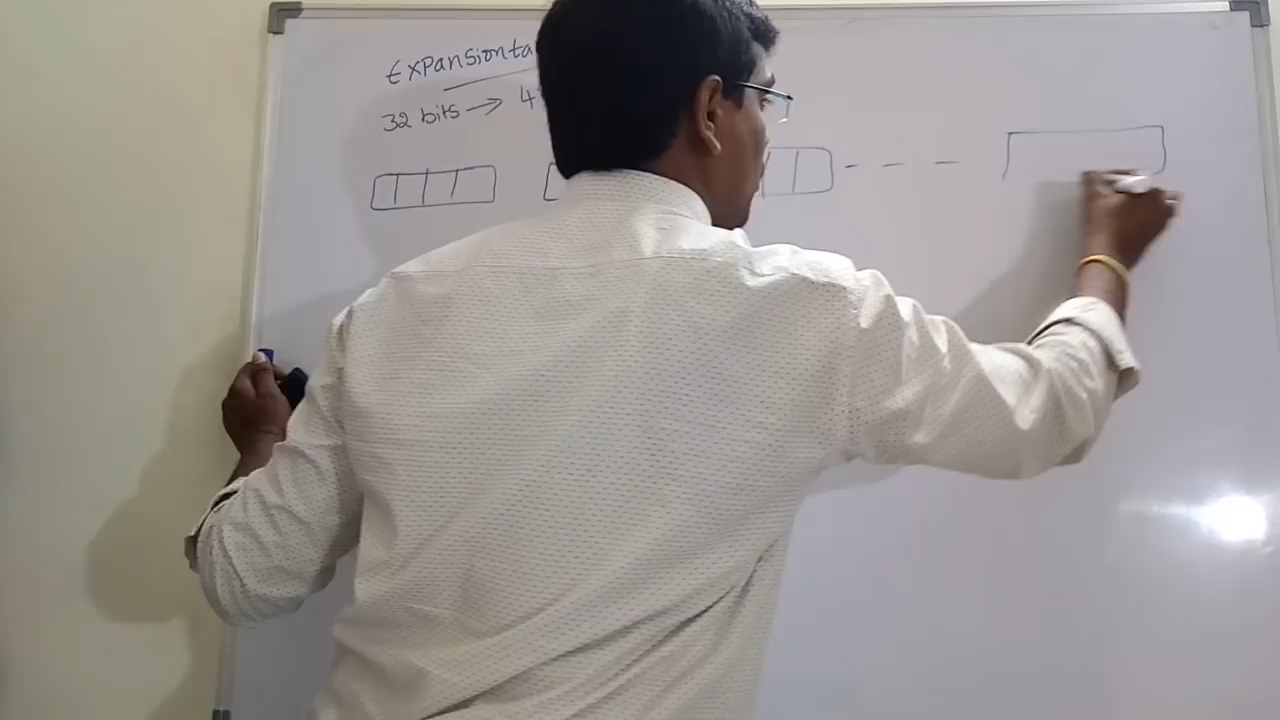 Expansion ta
32 bits → 4